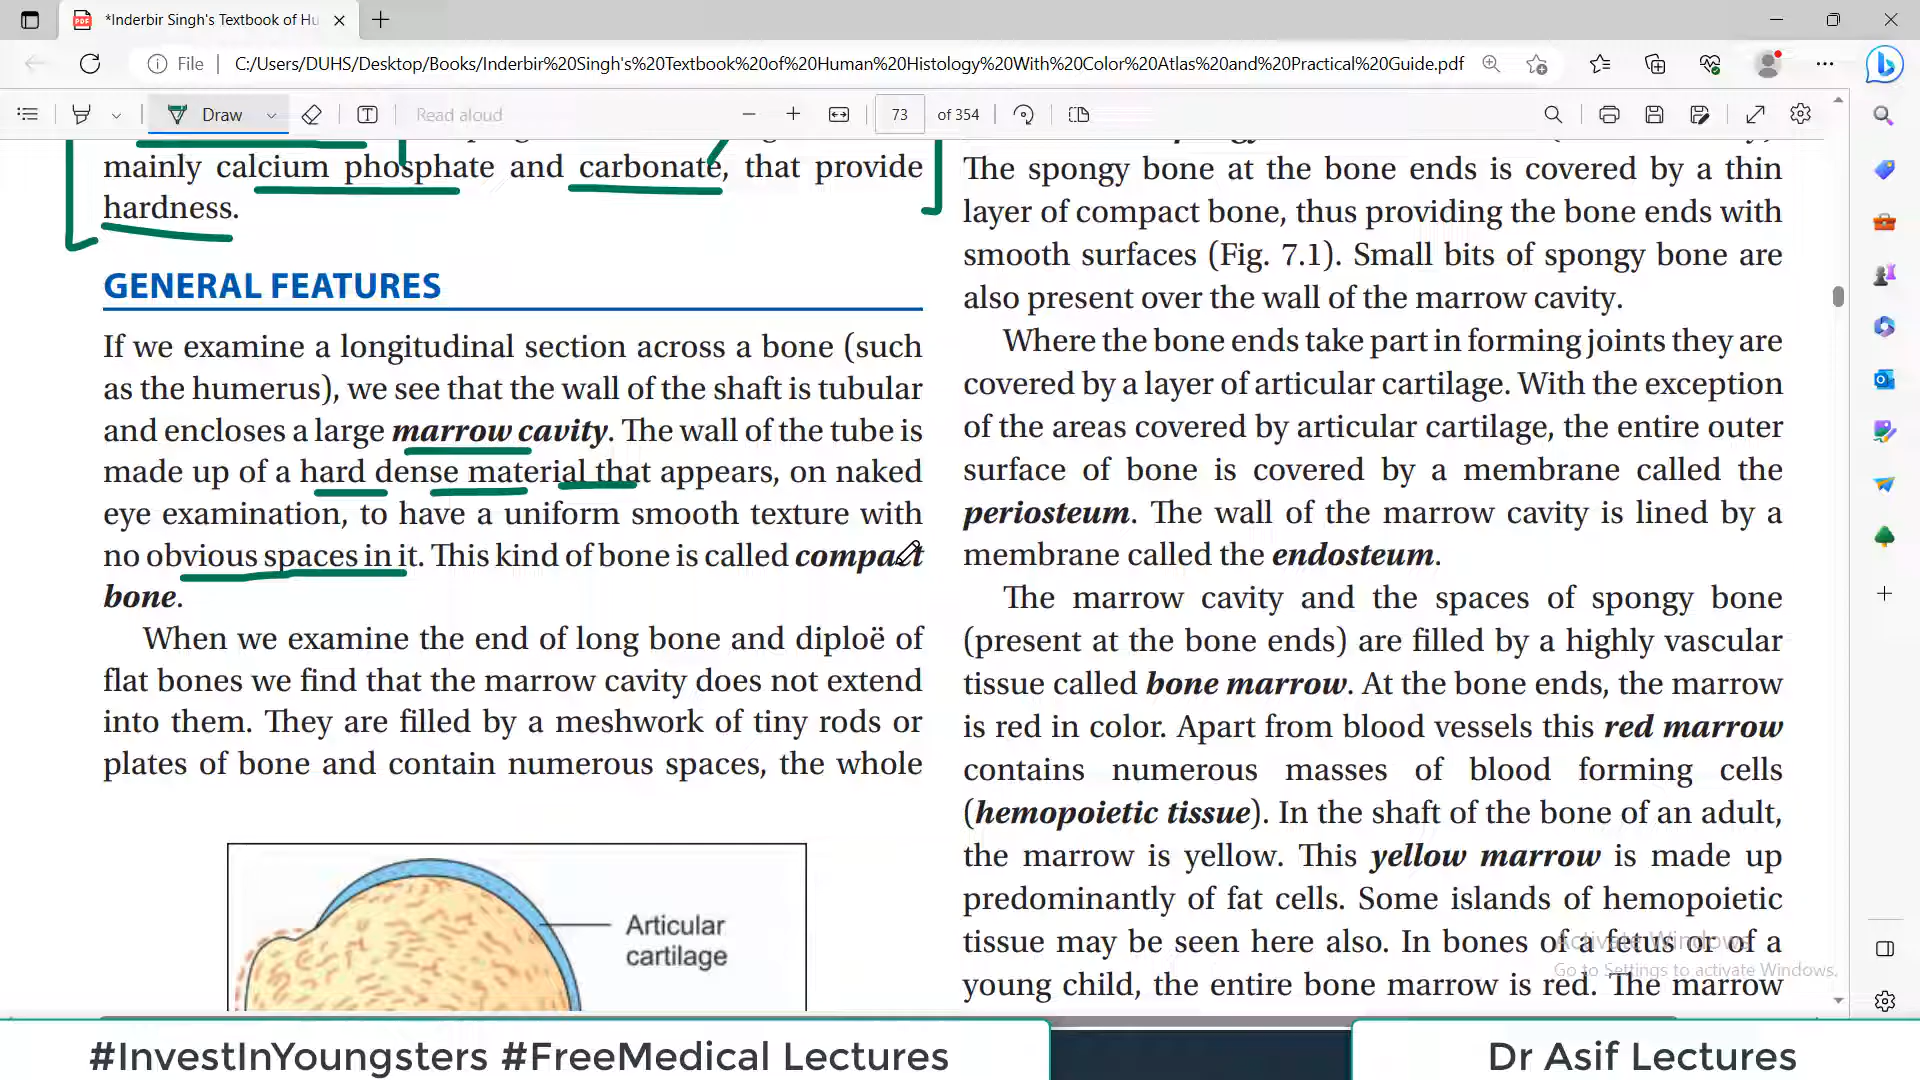 *Inderbir Singh's Textbook of Hu
File
C:/Users/DUHS/Desktop/Books/Inderbir%20Singh's%20Textbook%20of%20Human%20Histology%20With%20Color%20Atlas%20and%20Practical%20Guide.pdf
Draw
Read aloud
73
of 354
mainly calcium phosphate and carbonate, that provide
hardness.
GENERAL FEATURES
If we examine a longitudinal section across a bone (such
as the humerus), we see that the wall of the shaft is tubular
and encloses a large marrow cavity. The wall of the tube is
made up of a hard dense material that appears, on naked
eye examination, to have a uniform smooth texture with
no obvious spaces in it. This kind of bone is called compact
bone.
When we examine the end of long bone and diploë of
flat bones we find that the marrow cavity does not extend
into them. They are filled by a meshwork of tiny rods or
plates of bone and contain numerous spaces, the whole
Articular
cartilage
The spongy bone at the bone ends is covered by a thin
layer of compact bone, thus providing the bone ends with
smooth surfaces (Fig. 7.1). Small bits of spongy bone are
also present over the wall of the marrow cavity.
Where the bone ends take part in forming joints they are
covered by a layer of articular cartilage. With the exception
of the areas covered by articular cartilage, the entire outer
surface of bone is covered by a membrane called the
periosteum. The wall of the marrow cavity is lined by a
membrane called the endosteum.
The marrow cavity and the spaces of spongy bone
(present at the bone ends) are filled by a highly vascular
tissue called bone marrow. At the bone ends, the marrow
is red in color. Apart from blood vessels this red marrow
contains numerous masses of blood forming cells
(hemopoietic tissue). In the shaft of the bone of an adult,
the marrow is yellow. This yellow marrow is made up
predominantly of fat cells. Some islands of hemopoietic
tissue may be seen here also. In bones of a fetus or of a
young child, the entire bone marrow is red. The marrow
Activate Windows
Go to Settings to activate Windows.
#InvestInYoungsters #FreeMedical Lectures
Dr Asif Lectures